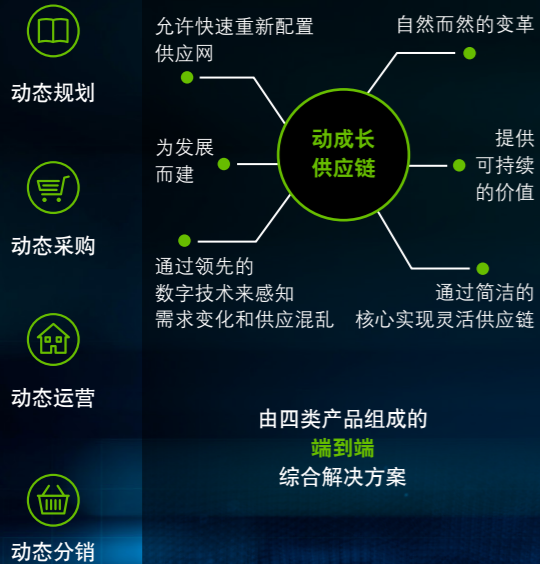 动态规划
动态采购
动态运营
动态分销
允许快速重新配置
供应网
自然而然的变革
为发展
而建
动成长
供应链
提供
可持续
的价值
通过领先的
数字技术来感知
需求变化和供应混乱
通过简洁的
核心实现灵活供应链
由四类产品组成的
端到端
综合解决方案